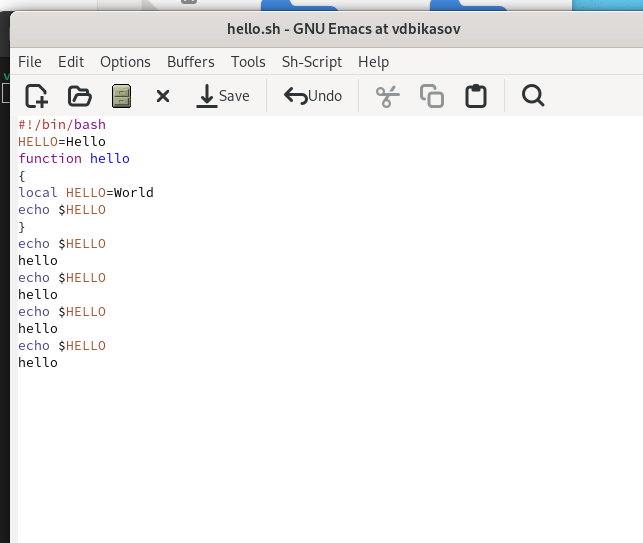 hello.sh - GNU Emacs at vdbikasov
File Edit Options Buffers Tools Sh-Script Help
Save Undo
#!/bin/bash
HELLO=Hello
function hello
{
local HELLO=World
echo $HELLO
}
echo $HELLO
hello
echo $HELLO
hello
echo $HELLO
hello
echo $HELLO
hello